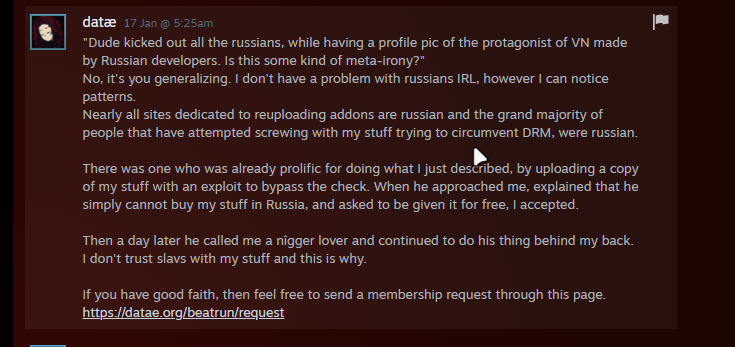 datæ 17 Jan @ 5:25am
"Dude kicked out all the russians, while having a profile pic of the protagonist of VN made
by Russian developers. Is this some kind of meta-irony?"
No, it's you generalizing. I don't have a problem with russians IRL, however I can notice
patterns.
Nearly all sites dedicated to reuploading addons are russian and the grand majority of
people that have attempted screwing with my stuff trying to circumvent DRM, were russian.
There was one who was already prolific for doing what I just described, by uploading a copy
of my stuff with an exploit to bypass the check. When he approached me, explained that he
simply cannot buy my stuff in Russia, and asked to be given it for free, I accepted.
Then a day later he called me a nîgger lover and continued to do his thing behind my back.
I don't trust slavs with my stuff and this is why.
If you have good faith, then feel free to send a membership request through this page.
https://datae.org/beatrun/request